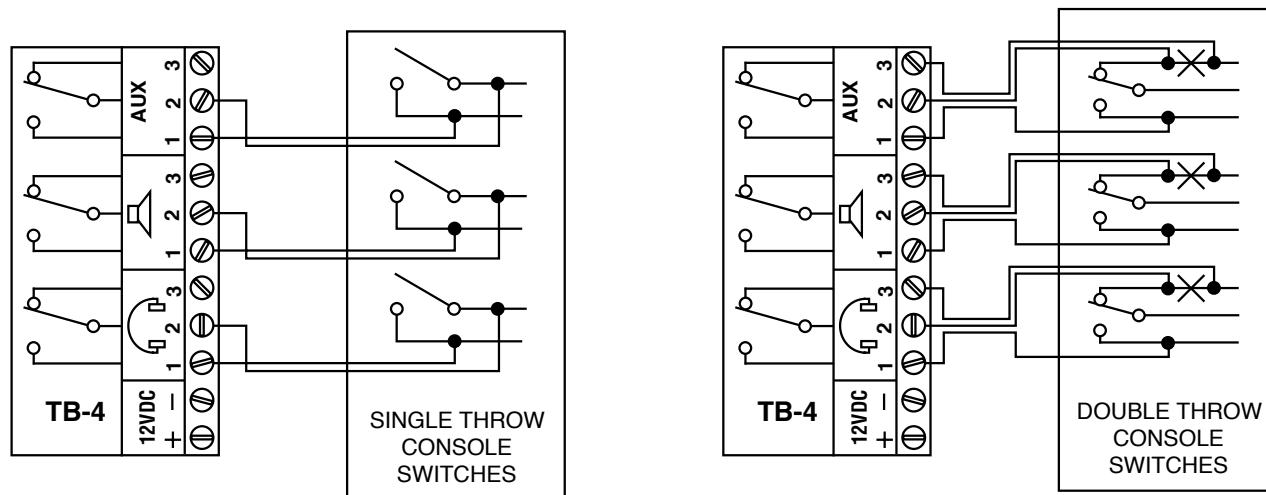 AUX
3
2
1
3
2
1
3
2
1
TB-4
12VDC
–
+
SINGLE THROW
CONSOLE
SWITCHES
AUX
3
2
1
3
2
1
3
2
1
TB-4
12VDC
–
+
DOUBLE THROW
CONSOLE
SWITCHES